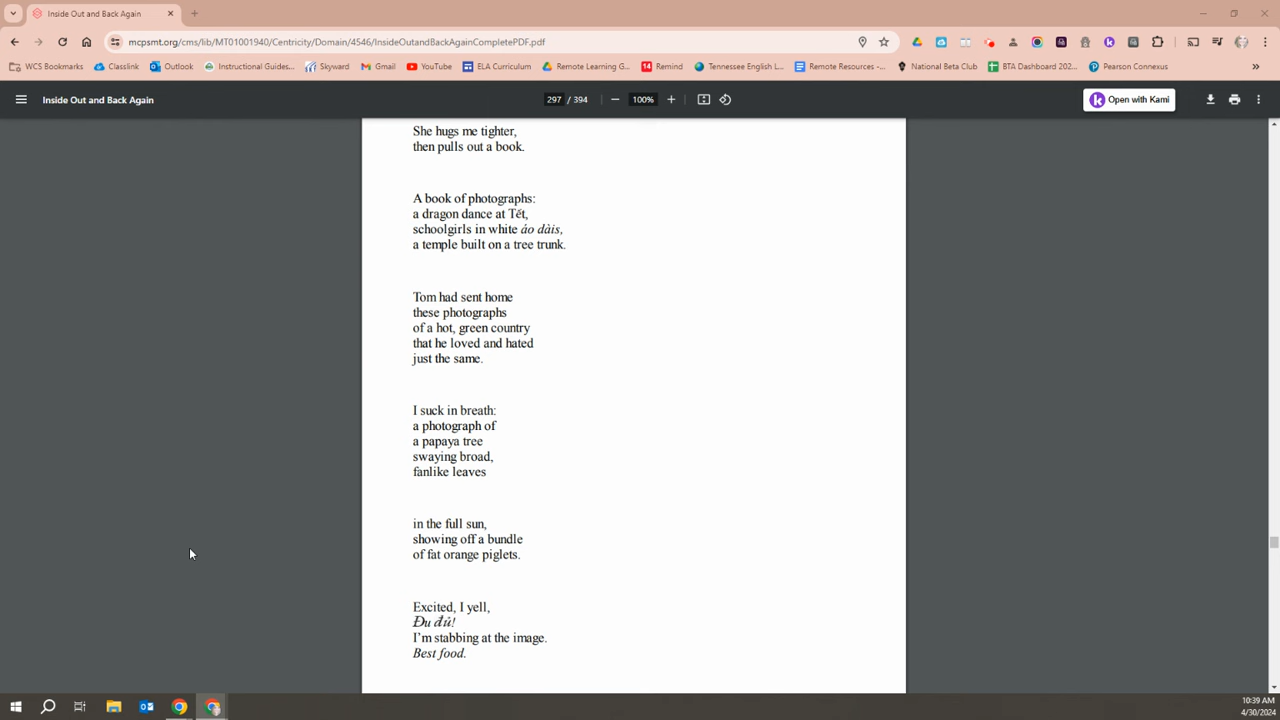 Inside Out and Back Again
mcpsmt.org/cms/lib/MT01001940/Centricity/Domain/4546/InsideOutandBackAgainCompletePDF.pdf
WCS Bookmarks
Classlink
Outlook
Instructional Guides...
Skyward
Gmail
YouTube
ELA Curriculum
Remote Learning G...
14
Remind
Tennessee English L...
Remote Resources -...
National Beta Club
BTA Dashboard 202...
Pearson Connexus
»
Inside Out and Back Again
297 / 394
100%
Open with Kami
She hugs me tighter,
then pulls out a book.
A book of photographs:
a dragon dance at Tết,
schoolgirls in white áo dàis,
a temple built on a tree trunk.
Tom had sent home
these photographs
of a hot, green country
that he loved and hated
just the same.
I suck in breath:
a photograph of
a papaya tree
swaying broad,
fanlike leaves
in the full sun,
showing off a bundle
of fat orange piglets.
Excited, I yell,
Đu đủ!
I'm stabbing at the image.
Best food.
10:39 AM
4/30/2024